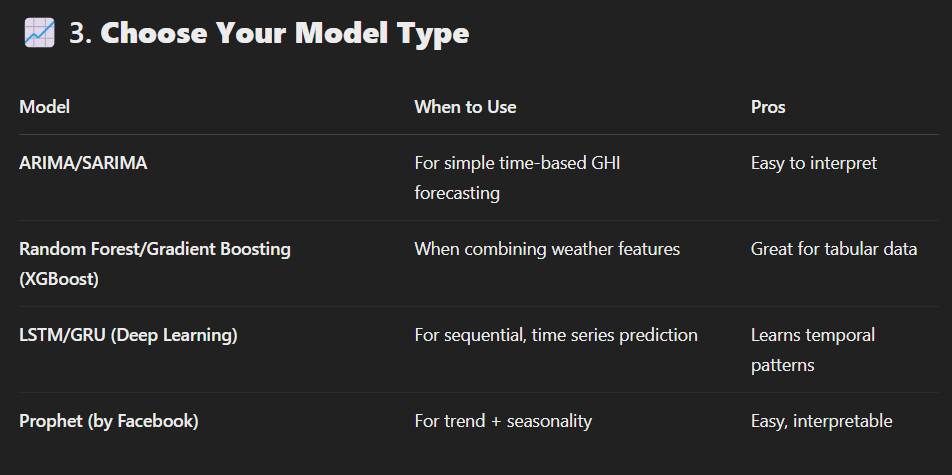 3. Choose Your Model Type
Model When to Use Pros
ARIMA/SARIMA For simple time-based GHI Easy to interpret
forecasting
Random Forest/Gradient Boosting When combining weather features Great for tabular data
(XGBoost)
LSTM/GRU (Deep Learning) For sequential, time series prediction Learns temporal
patterns
Prophet (by Facebook) For trend + seasonality Easy, interpretable